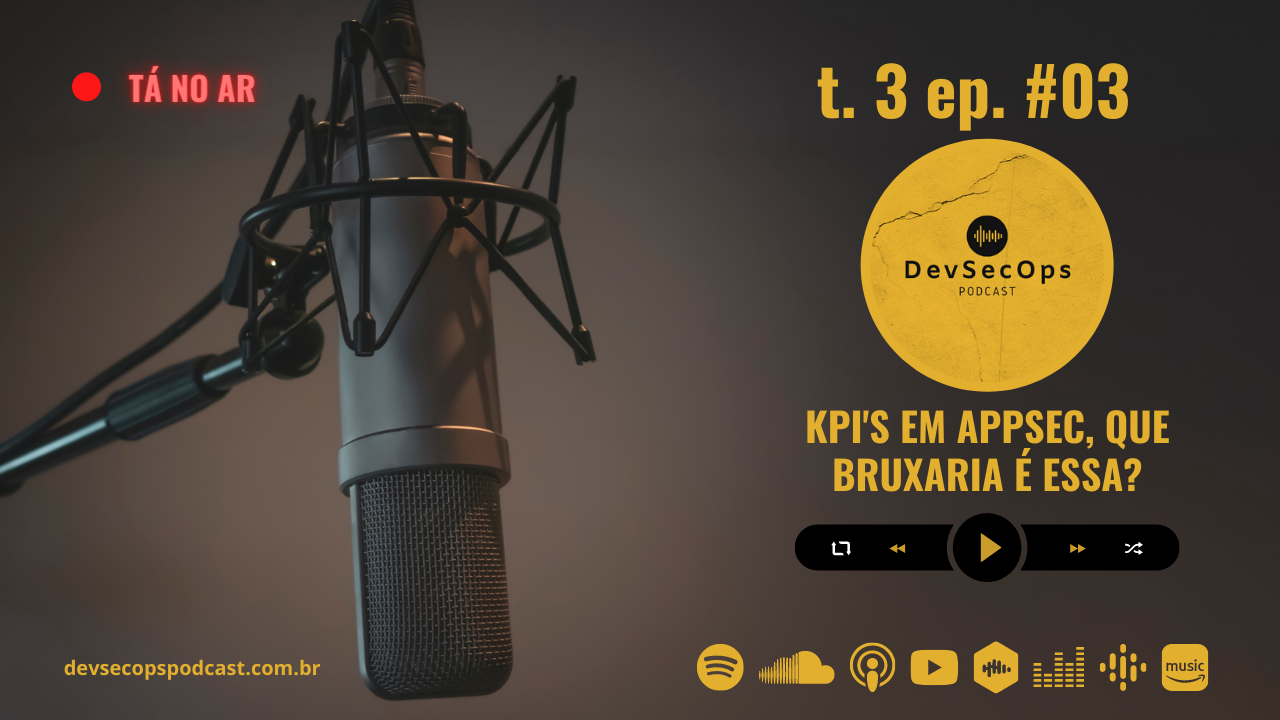 TÁ NO AR
t. 3 ep. #03
DevSecOps
PODCAST
KPI'S EM APPSEC, QUE
BRUXARIA É ESSA?
devsecopspodcast.com.br
music